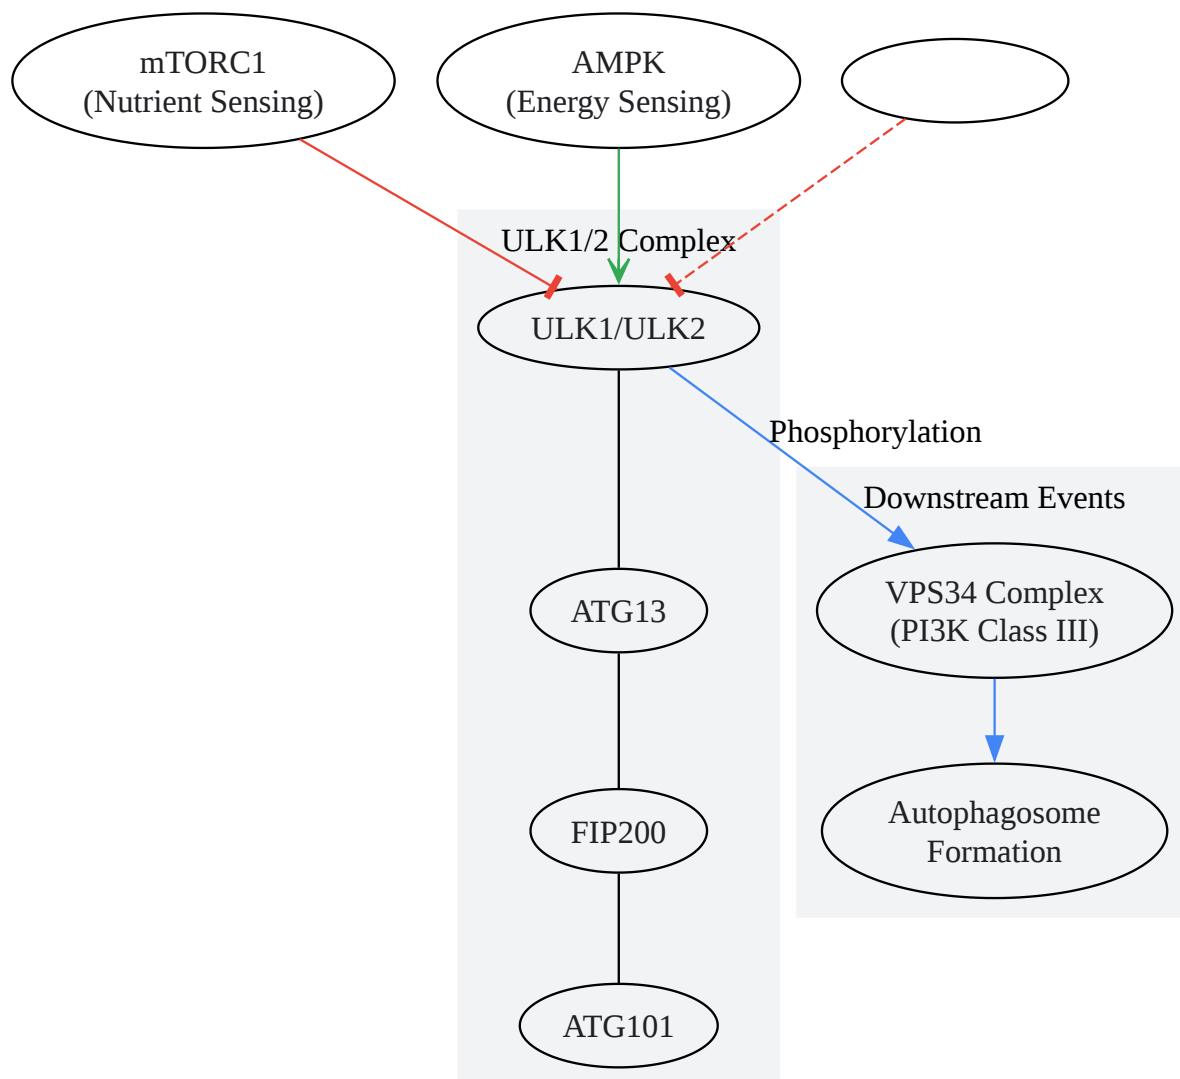 mTORC1
(Nutrient Sensing)
AMPK
(Energy Sensing)
ULK1/2 Complex
ULK1/ULK2
Phosphorylation
Downstream Events
VPS34 Complex
(PI3K Class III)
ATG13
Autophagosome
Formation
FIP200
ATG101